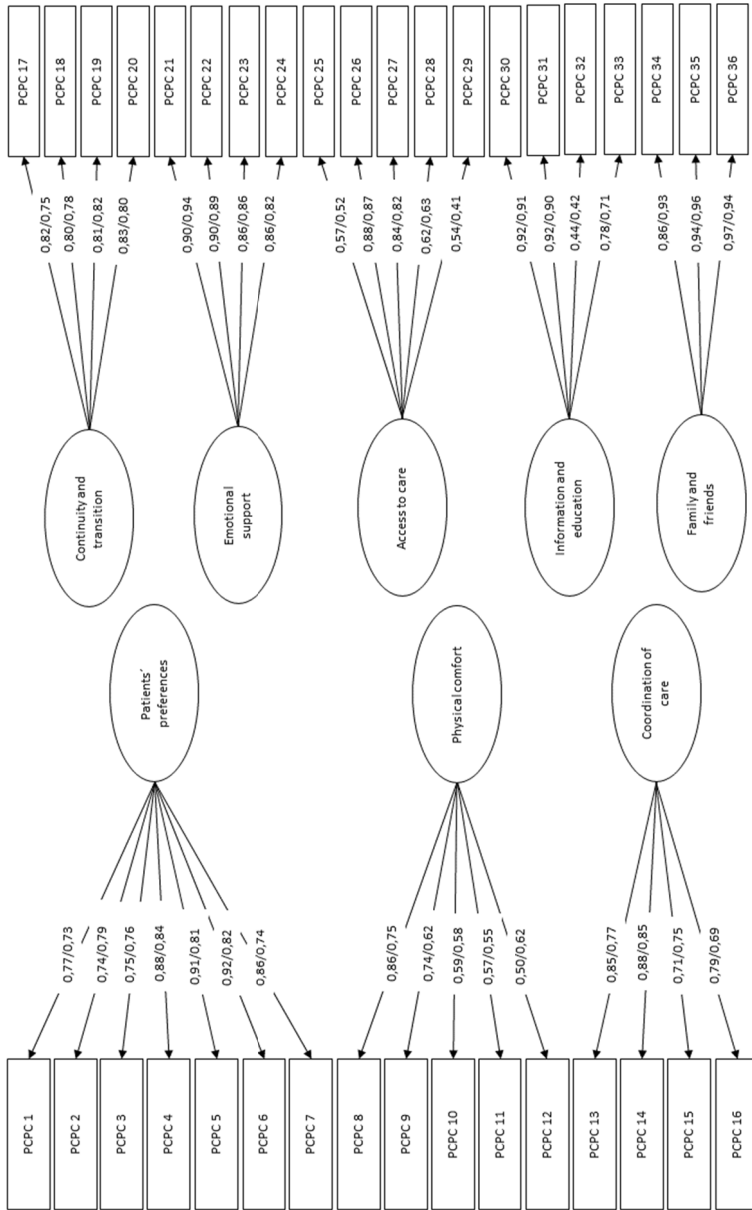 PCPC 17
PCPC 18
PCPC 19
PCPC 20
PCPC 21
PCPC 22
PCPC 23
PCPC 24
PCPC 25
PCPC 26
PCPC 27
PCPC 28
PCPC 29
PCPC 30
PCPC 31
PCPC 32
PCPC 33
PCPC 34
PCPC 35
PCPC 36
0,82/0,75
0,80/0,78
0,81/0,82
0,83/0,80
0,90/0,94
0,90/0,89
0,86/0,86
0,86/0,82
0,57/0,52
0,88/0,87
0,84/0,82
0,62/0,63
0,54/0,41
0,92/0,91
0,92/0,90
0,44/0,42
0,78/0,71
0,86/0,93
0,94/0,96
0,97/0,94
Continuity and
transition
Emotional
support
Access to care
Information and
education
Family and
friends
Patients´
preferences
Physical comfort
Coordination of
care
0,77/0,73
0,74/0,79
0,75/0,76
0,88/0,84
0,91/0,81
0,92/0,82
0,86/0,74
0,86/0,75
0,74/0,62
0,59/0,58
0,57/0,55
0,50/0,62
0,85/0,77
0,88/0,85
0,71/0,75
0,79/0,69
PCPC 1
PCPC 2
PCPC 3
PCPC 4
PCPC 5
PCPC 6
PCPC 7
PCPC 8
PCPC 9
PCPC 10
PCPC 11
PCPC 12
PCPC 13
PCPC 14
PCPC 15
PCPC 16